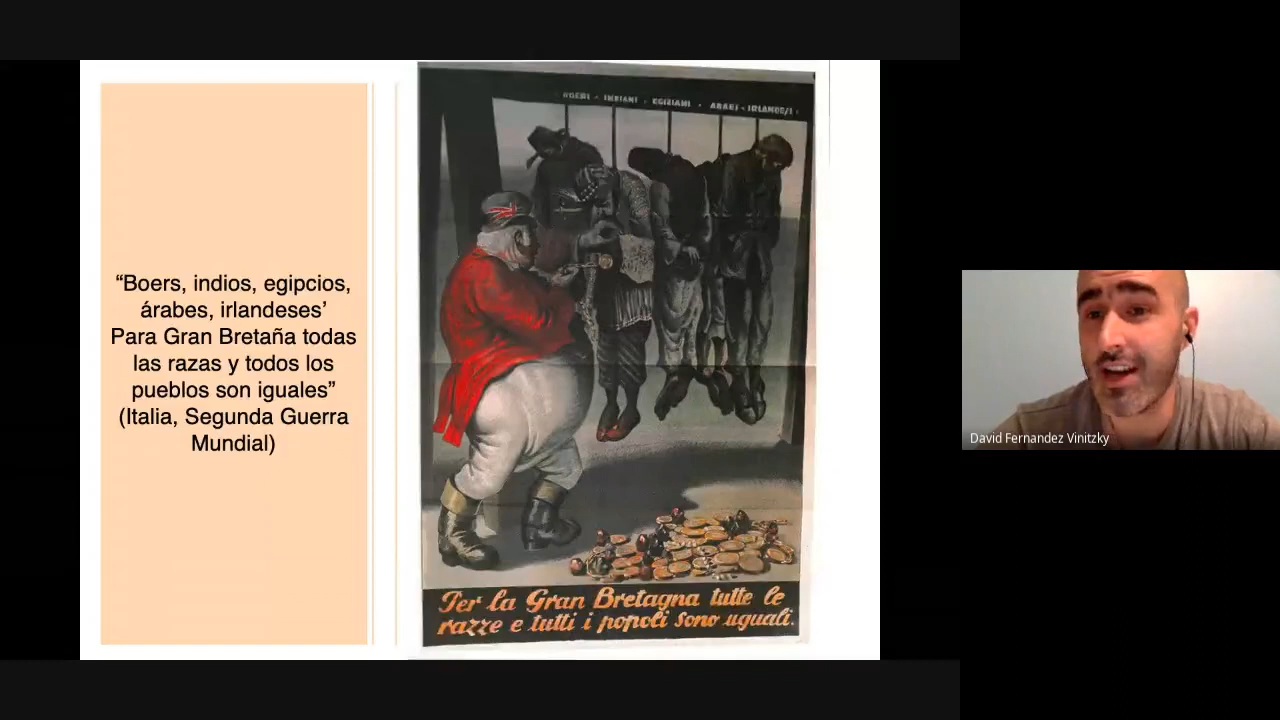 “Boers, indios, egipcios,
árabes, irlandeses’
Para Gran Bretaña todas
las razas y todos los
pueblos son iguales”
(Italia, Segunda Guerra
Mundial)
BOERI - INDIANI - EGIZIANI - ARABI - IRLANDESI
Per la Gran Bretagna tutte le
razze e tutti i popoli sono uguali.
David Fernandez Vinitzky